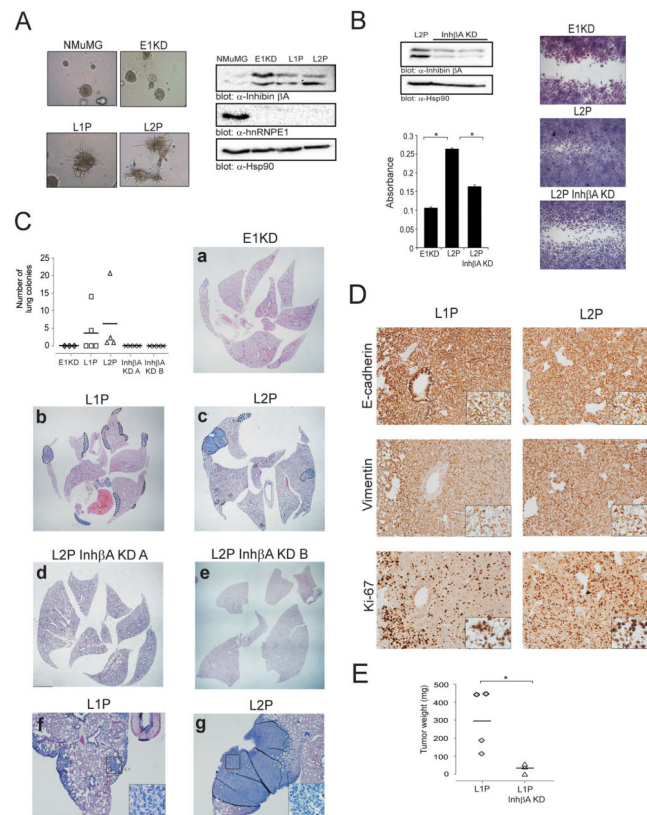 A
NMuMG
E1KD
L1P
L2P
NMuMG E1KD L1P L2P
blot: α-Inhibin βA
blot: α-hnRNPE1
blot: α-Hsp90
B
L2P InhβA KD
blot: α-Inhibin βA
blot: α-Hsp90
Absorbance
0.3
0.25
0.2
0.15
0.1
0.05
0
* *
E1KD
L2P
L2P
InhβA KD
E1KD
L2P
L2P InhβA KD
C
Number of
lung colonies
25
20
15
10
5
0
E1KD
L1P
L2P
InhβA
KD A
InhβA
KD B
E1KD
a
L1P
b
L2P
c
L2P InhβA KD A
d
L2P InhβA KD B
e
L1P
f
L2P
g
D
L1P
L2P
E-cadherin
Vimentin
Ki-67
E
Tumor weight (mg)
500
400
300
200
100
0
*
L1P
L1P
InhβA KD